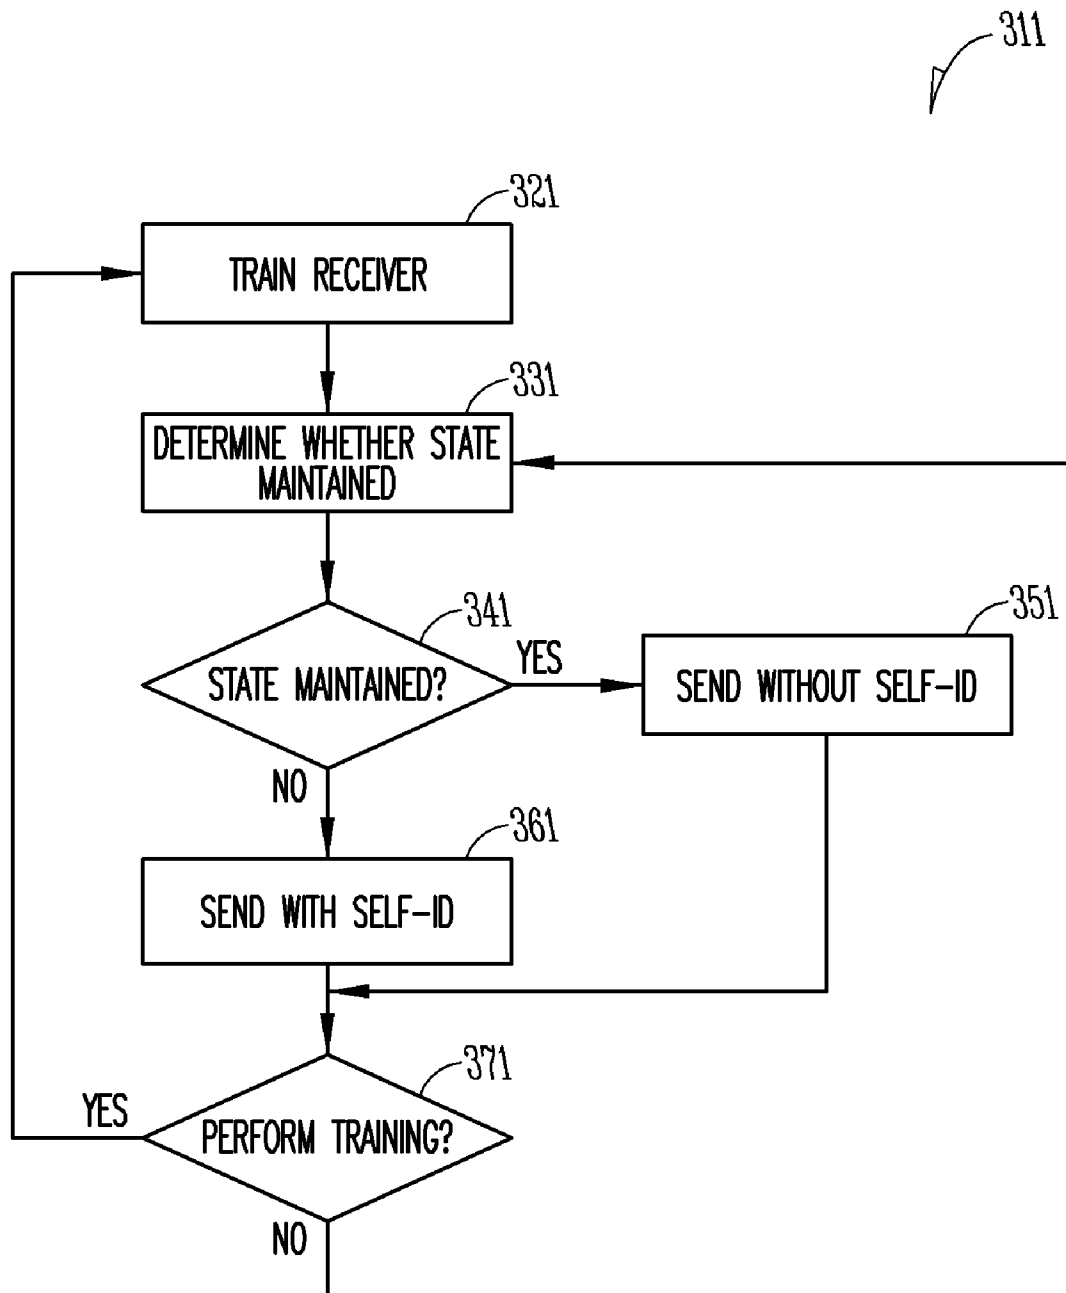 311
321
TRAIN RECEIVER
331
DETERMINE WHETHER STATE
MAINTAINED
341
STATE MAINTAINED?
YES
351
SEND WITHOUT SELF-ID
NO
361
SEND WITH SELF-ID
371
YES
PERFORM TRAINING?
NO